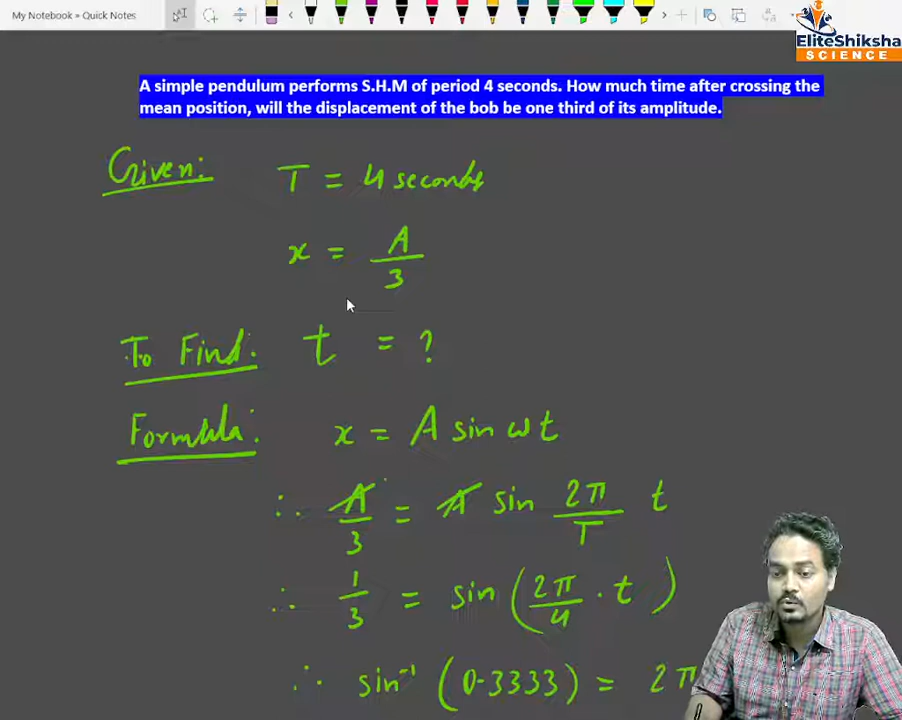 My Notebook » Quick Notes
EliteShiksha
SCIENCE
A simple pendulum performs S.H.M of period 4 seconds. How much time after crossing the
mean position, will the displacement of the bob be one third of its amplitude.
Given: T = 4 seconds
x = A/3
To Find: t = ?
Formula: x = A sin ωt
∴ A/3 = A sin 2π/T t
∴ 1/3 = sin (2π/4 · t)
∴ sin⁻¹ (0.3333) = 2π